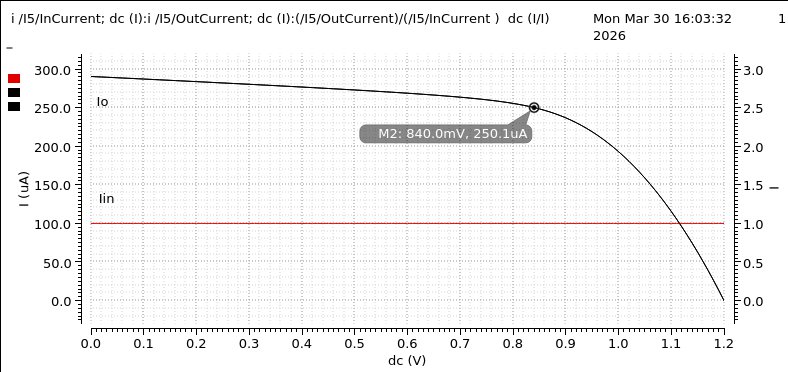 i /I5/InCurrent; dc (I):i /I5/OutCurrent; dc (I):(/I5/OutCurrent)/(/I5/InCurrent ) dc (I/I) Mon Mar 30 16:03:32 1
2026
300.0 3.0
Io
250.0 2.5
M2: 840.0mV, 250.1uA
200.0 2.0
I (uA)
150.0 1.5
Iin
100.0 1.0
50.0 0.5
0.0 0.0
0.0 0.1 0.2 0.3 0.4 0.5 0.6 0.7 0.8 0.9 1.0 1.1 1.2
dc (V)